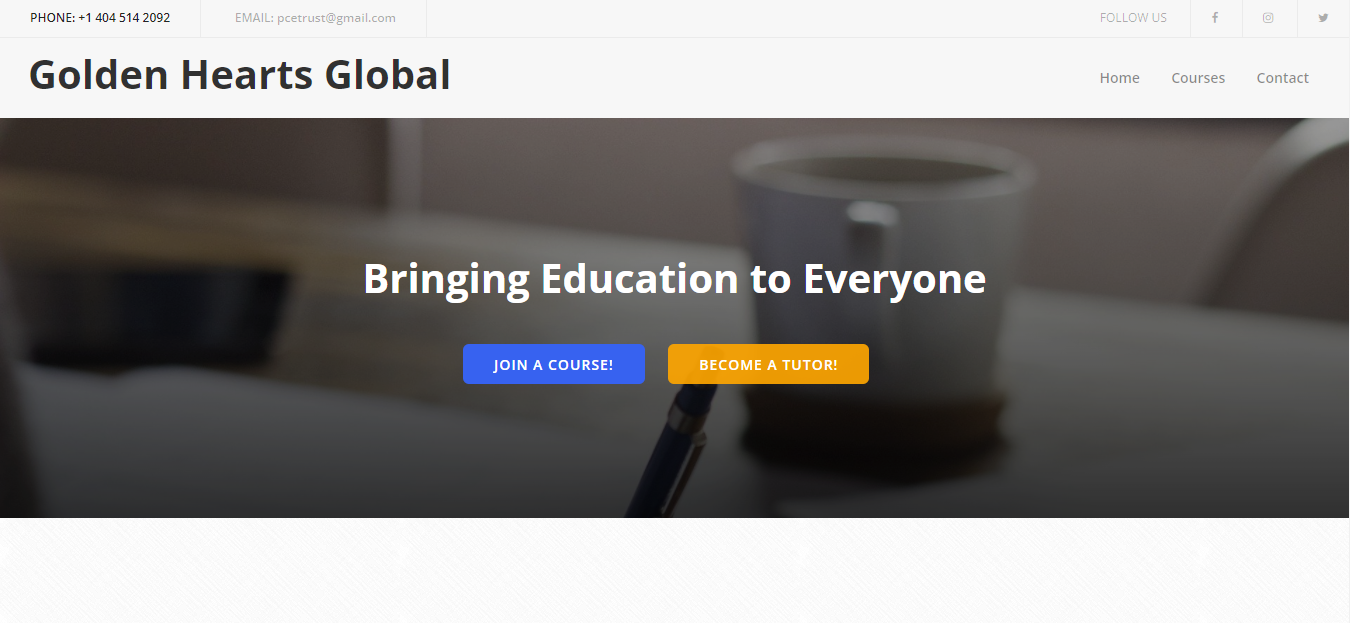 PHONE: +1 404 514 2092
EMAIL: pcetrust@gmail.com
FOLLOW US
Golden Hearts Global
Home
Courses
Contact
Bringing Education to Everyone
JOIN A COURSE!
BECOME A TUTOR!